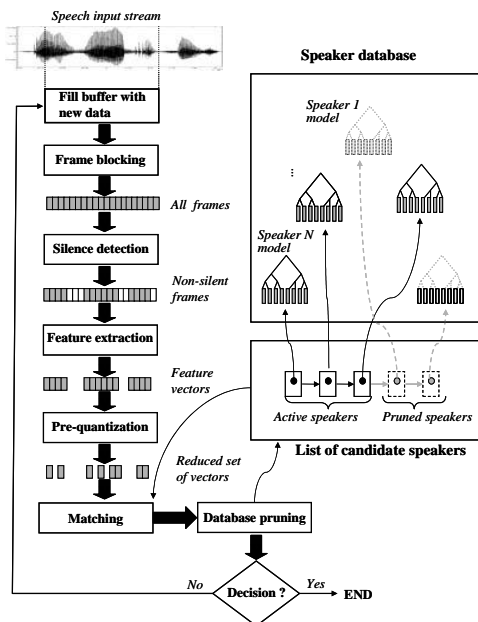 Speech input stream
Fill buffer with
new data
Frame blocking
All frames
Silence detection
Non-silent
frames
Feature extraction
Feature
vectors
Pre-quantization
Reduced set
of vectors
Matching
Database pruning
Decision ?
No
Yes
END
Speaker database
Speaker 1
model
...
Speaker N
model
Active speakers
Pruned speakers
List of candidate speakers